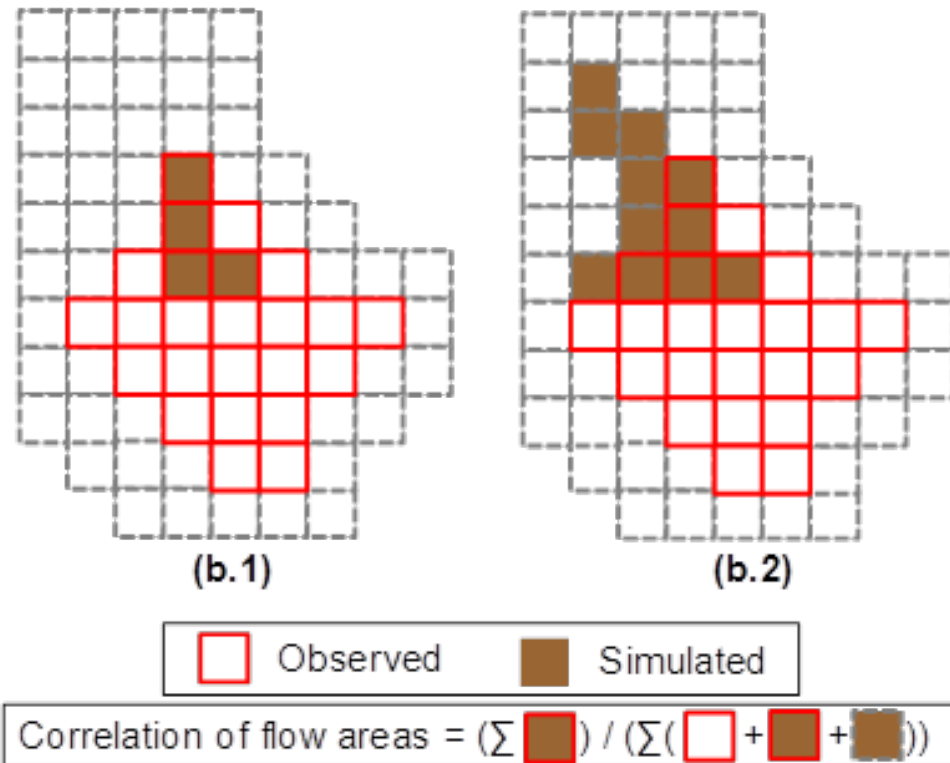 (b.1)
(b.2)
Observed
Simulated
Correlation of flow areas = (∑ ) / (∑( + + ))